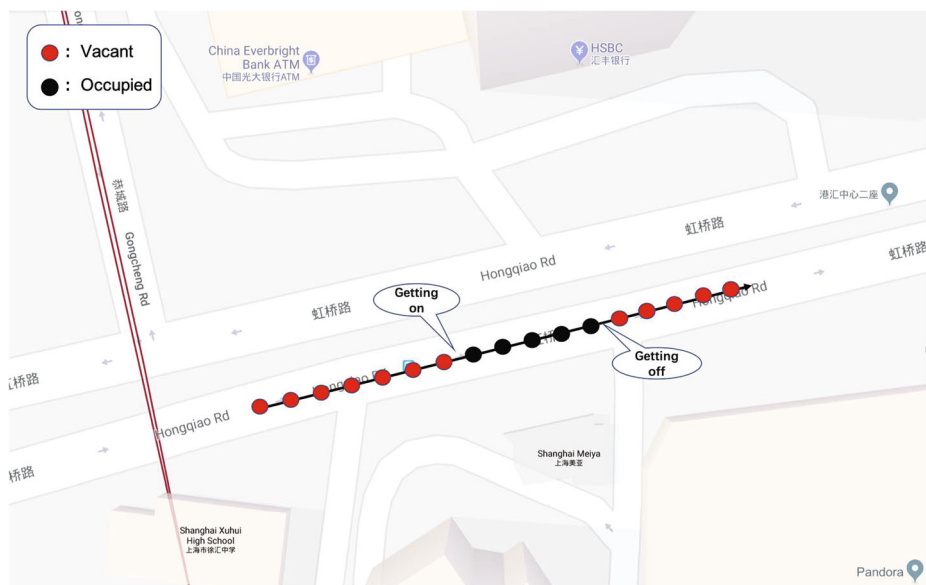 : Vacant
: Occupied
China Everbright
Bank ATM
中国光大银行ATM
HSBC
汇丰银行
恭城路
Gongcheng Rd
港汇中心二座
虹桥路
虹桥路
Hongqiao Rd
虹桥路
Getting
on
Hongqiao Rd
Getting
off
虹桥路
Hongqiao Rd
桥路
Shanghai Meiya
上海美亚
Shanghai Xuhui
High School
上海市徐汇中学
Pandora